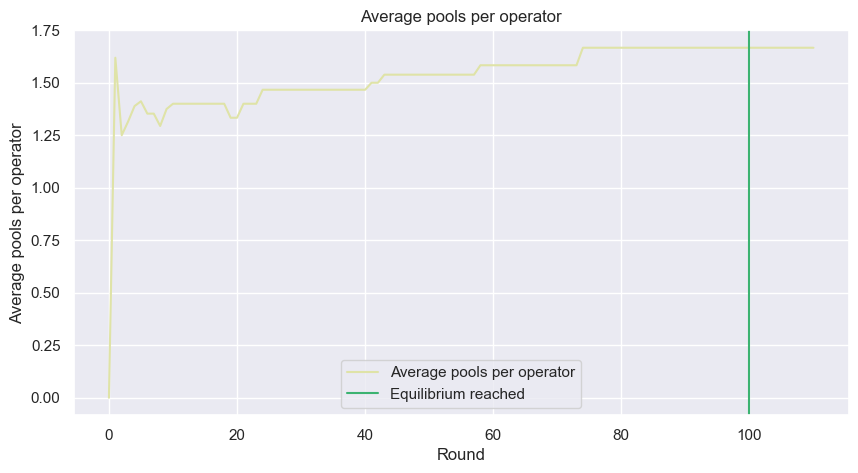 Average pools per operator
Average pools per operator
1.75
1.50
1.25
1.00
0.75
0.50
0.25
0.00
Average pools per operator
Equilibrium reached
0 20 40 60 80 100
Round